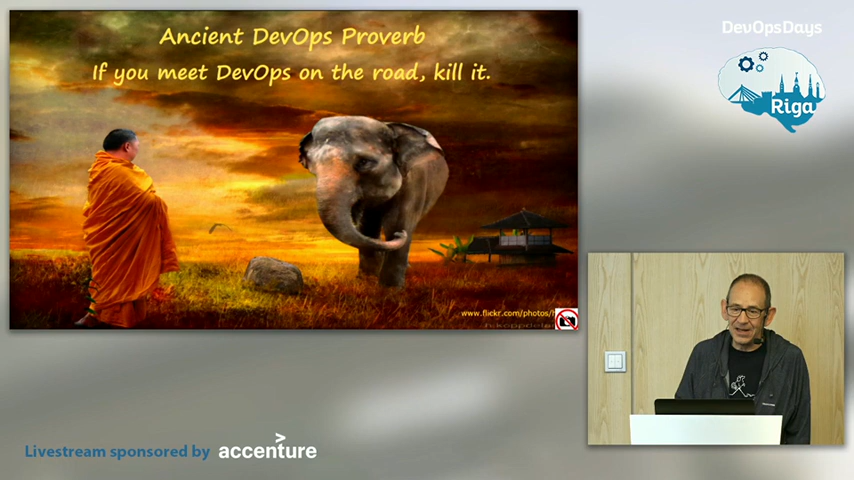 Ancient DevOps Proverb
If you meet DevOps on the road, kill it.
www.flickr.com/photos/
DevOpsDays
Riga
Livestream sponsored by accenture